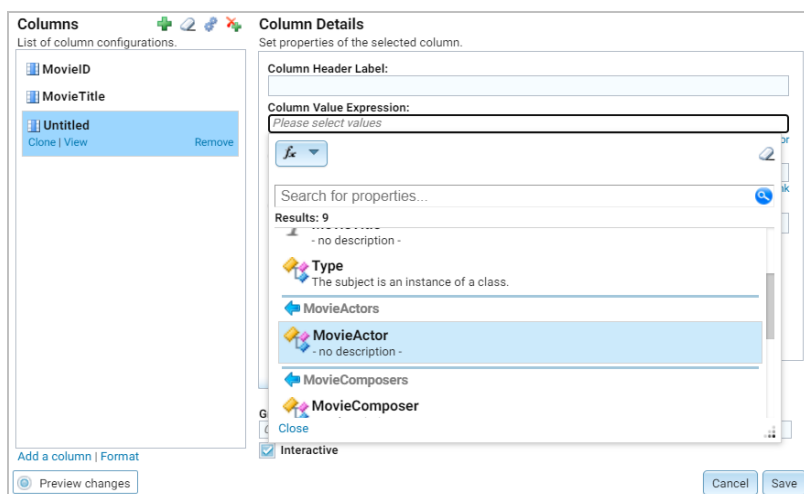 Columns
List of column configurations.
MovieID
MovieTitle
Untitled
Clone | View
Remove
Add a column | Format
Preview changes
Column Details
Set properties of the selected column.
Column Header Label:
Column Value Expression:
Please select values
fx
Search for properties...
Results: 9
- no description -
Type
The subject is an instance of a class.
MovieActors
MovieActor
- no description -
MovieComposers
MovieComposer
Close
Interactive
Cancel
Save